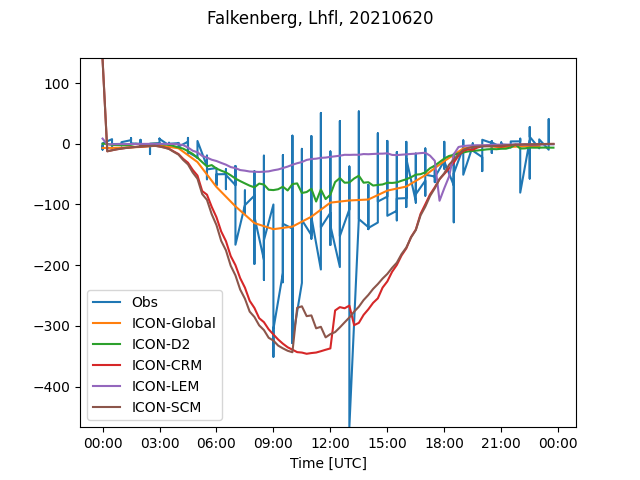 Falkenberg, Lhfl, 20210620
100
0
−100
−200
−300
−400
Obs
ICON-Global
ICON-D2
ICON-CRM
ICON-LEM
ICON-SCM
00:00 03:00 06:00 09:00 12:00 15:00 18:00 21:00 00:00
Time [UTC]